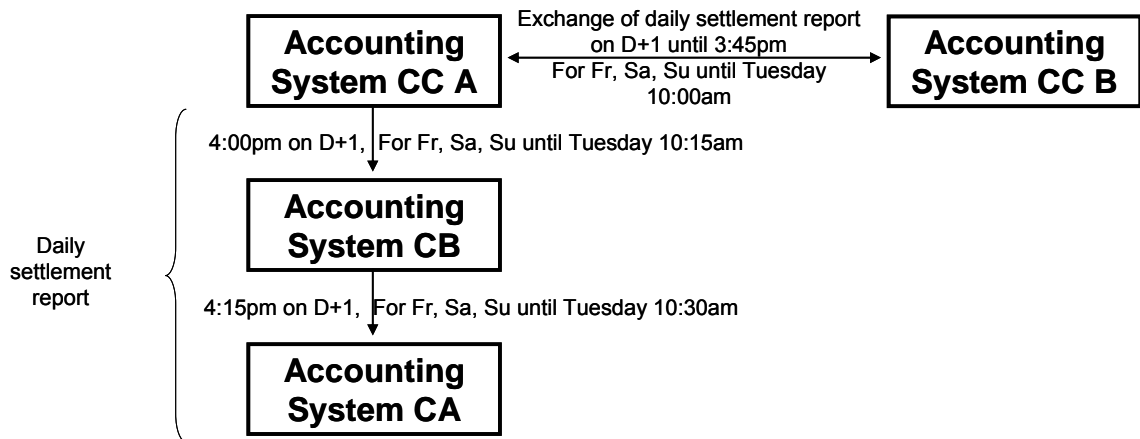 Accounting
System CC A
Exchange of daily settlement report
on D+1 until 3:45pm
For Fr, Sa, Su until Tuesday
10:00am
Accounting
System CC B
4:00pm on D+1, For Fr, Sa, Su until Tuesday 10:15am
Accounting
System CB
Daily
settlement
report
4:15pm on D+1, For Fr, Sa, Su until Tuesday 10:30am
Accounting
System CA